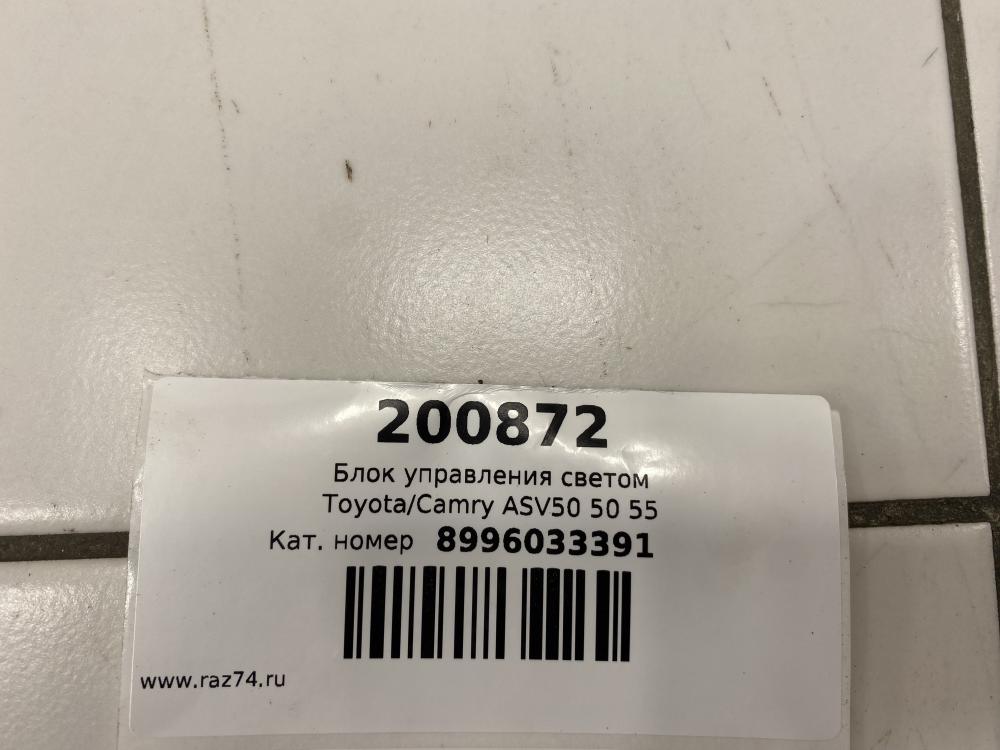 200872
Блок управления светом
Toyota/Camry ASV50 50 55
Кат. номер 8996033391
www.raz74.ru